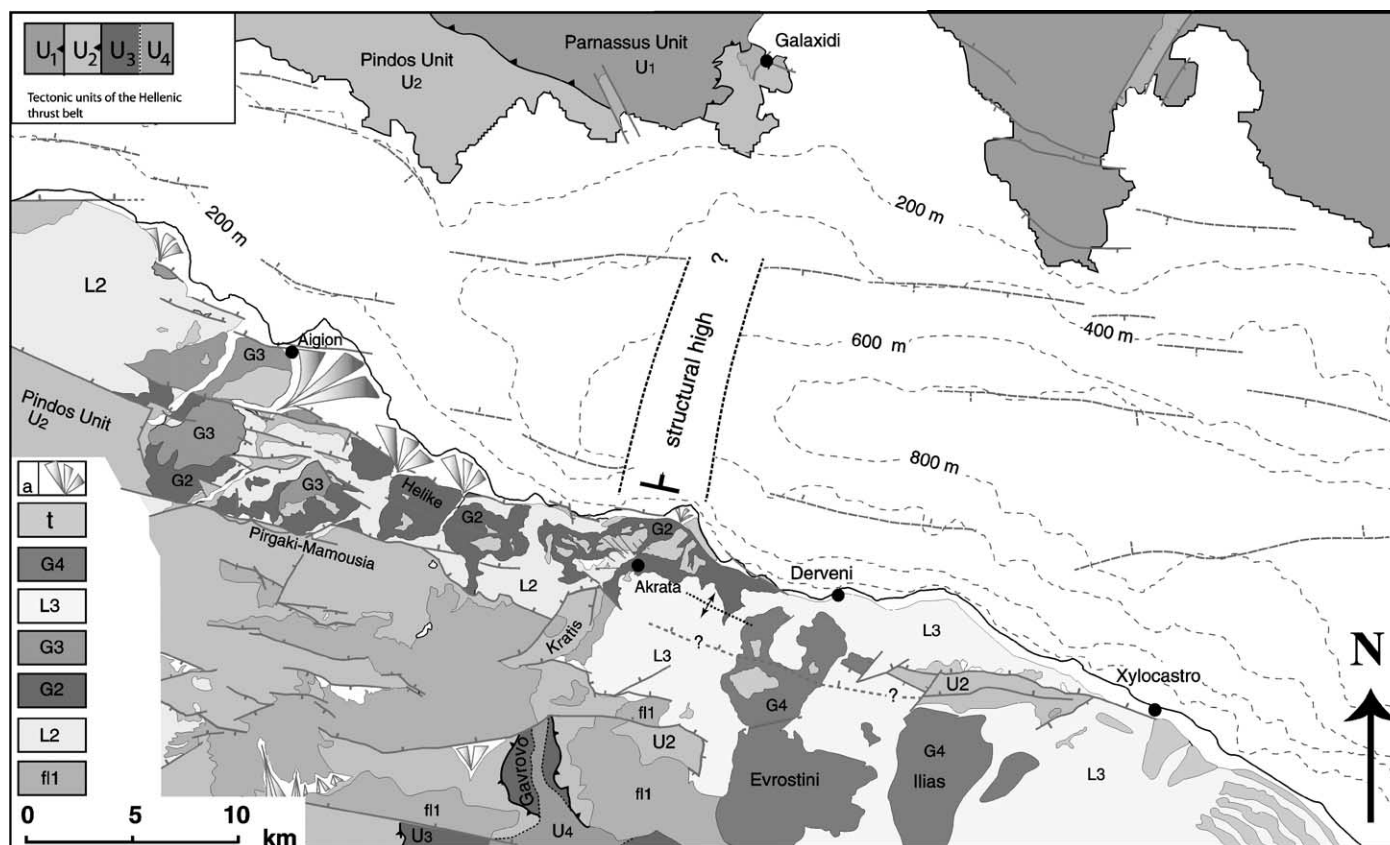 U1 U2 U3 U4
Tectonic units of the Hellenic
thrust belt
Pindos Unit
U2
Parnassus Unit
U1
Galaxidi
200 m
200 m
?
structural high
400 m
600 m
800 m
L2
Aigion
G3
Pindos Unit
U2
G3
G2
G3
Helike
G2
G2
Pirgaki-Mamousia
L2
Akrata
Derveni
Kratis
?
L3
L3
Xylocastro
?
U2
G4
fl1
U2
G4
Ilias
L3
Gavrovo
Evrostini
fl1
fl1
U3
U4
a
t
G4
L3
G3
G2
L2
fl1
0 5 10
km
N